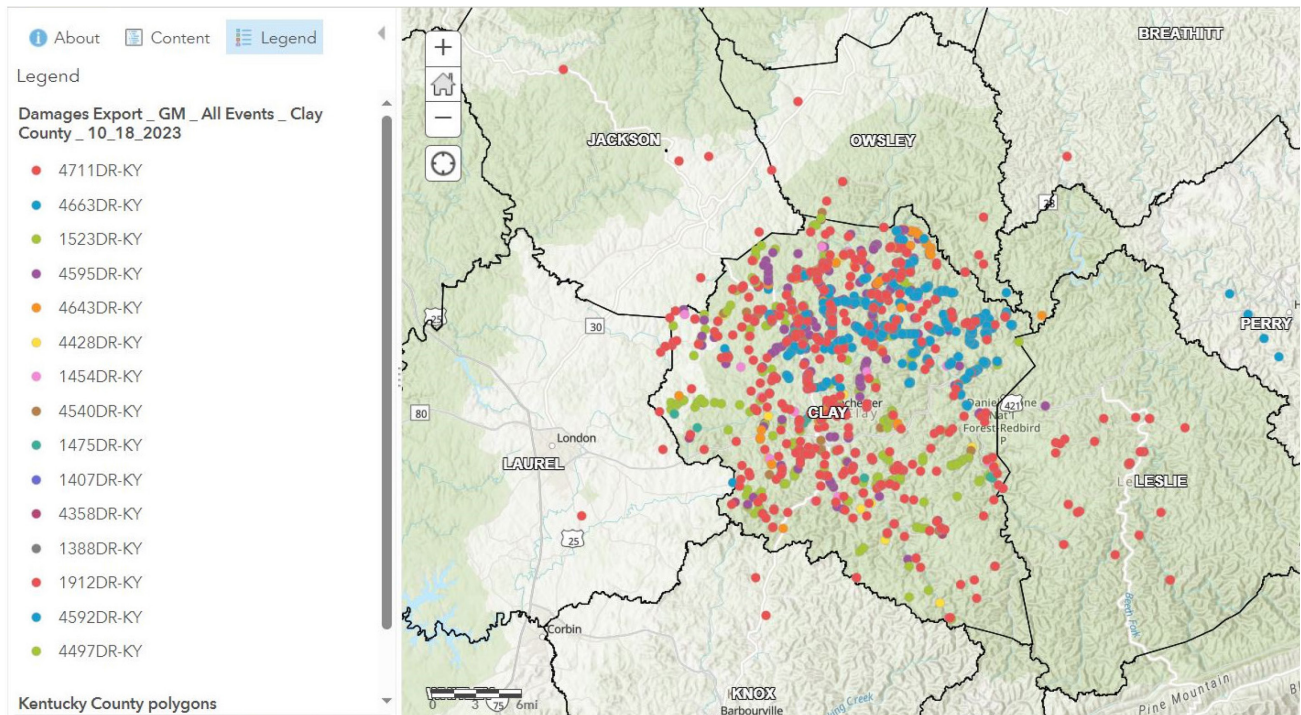 About
Content
Legend
Legend
Damages Export _ GM _ All Events _ Clay
County _ 10_18_2023
4711DR-KY
4663DR-KY
1523DR-KY
4595DR-KY
4643DR-KY
4428DR-KY
1454DR-KY
4540DR-KY
1475DR-KY
1407DR-KY
4358DR-KY
1388DR-KY
1912DR-KY
4592DR-KY
4497DR-KY
Kentucky County polygons
+
−
BREATHITT
JACKSON
OWSLEY
28
25
30
PERRY
80
CLAY
421
London
LAUREL
LESLIE
25
Corbin
KNOX
Barbourville
75
0 3 6mi
Pine Mountain